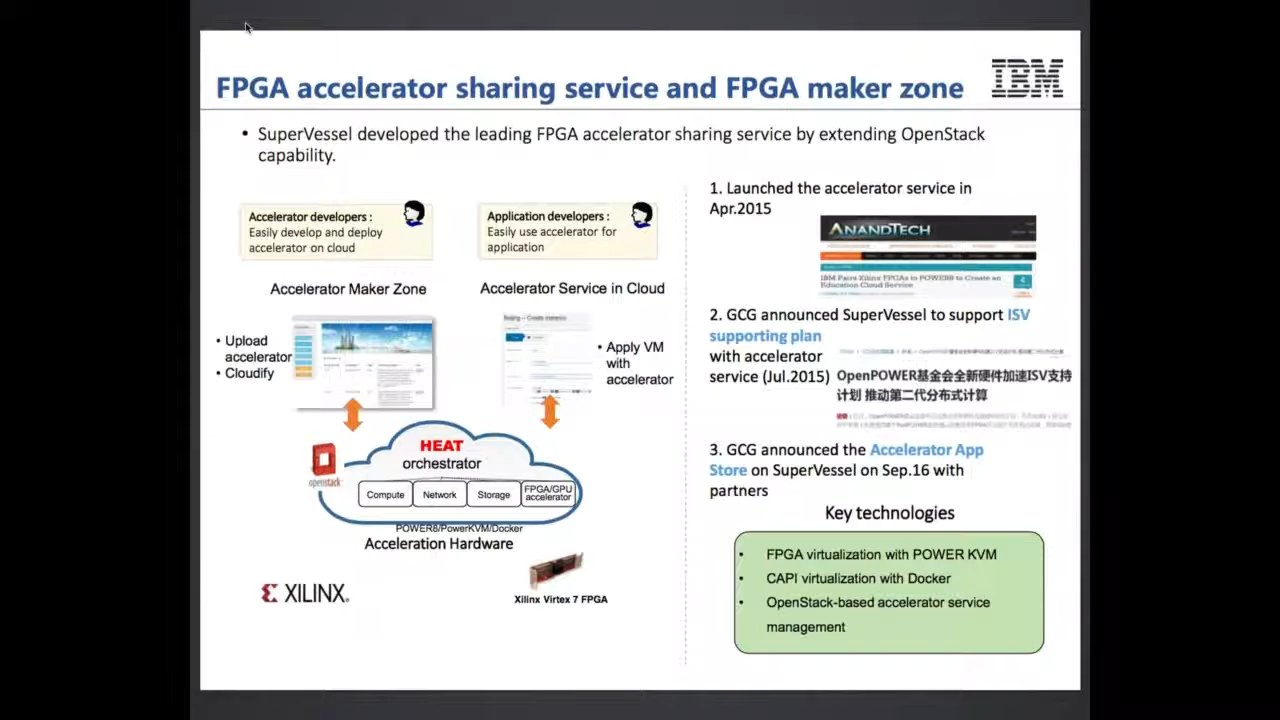 FPGA accelerator sharing service and FPGA maker zone
IBM
• SuperVessel developed the leading FPGA accelerator sharing service by extending OpenStack
capability.
Accelerator developers :
Easily develop and deploy
accelerator on cloud
Application developers :
Easily use accelerator for
application
Accelerator Maker Zone
Accelerator Service in Cloud
• Upload
accelerator
• Cloudify
• Apply VM
with
accelerator
HEAT
orchestrator
openstack
Compute
Network
Storage
FPGA/GPU
accelerator
POWER8/PowerKVM/Docker
Acceleration Hardware
XILINX
Xilinx Virtex 7 FPGA
1. Launched the accelerator service in
Apr.2015
ANANDTECH
IBM Pairs Xilinx FPGAs to POWER8 to Create an
Education Cloud Service
2. GCG announced SuperVessel to support ISV
supporting plan
with accelerator
service (Jul.2015)
OpenPOWER基金会全新硬件加速ISV支持
计划 推动第二代分布式计算
3. GCG announced the Accelerator App
Store on SuperVessel on Sep.16 with
partners
Key technologies
• FPGA virtualization with POWER KVM
• CAPI virtualization with Docker
• OpenStack-based accelerator service
management